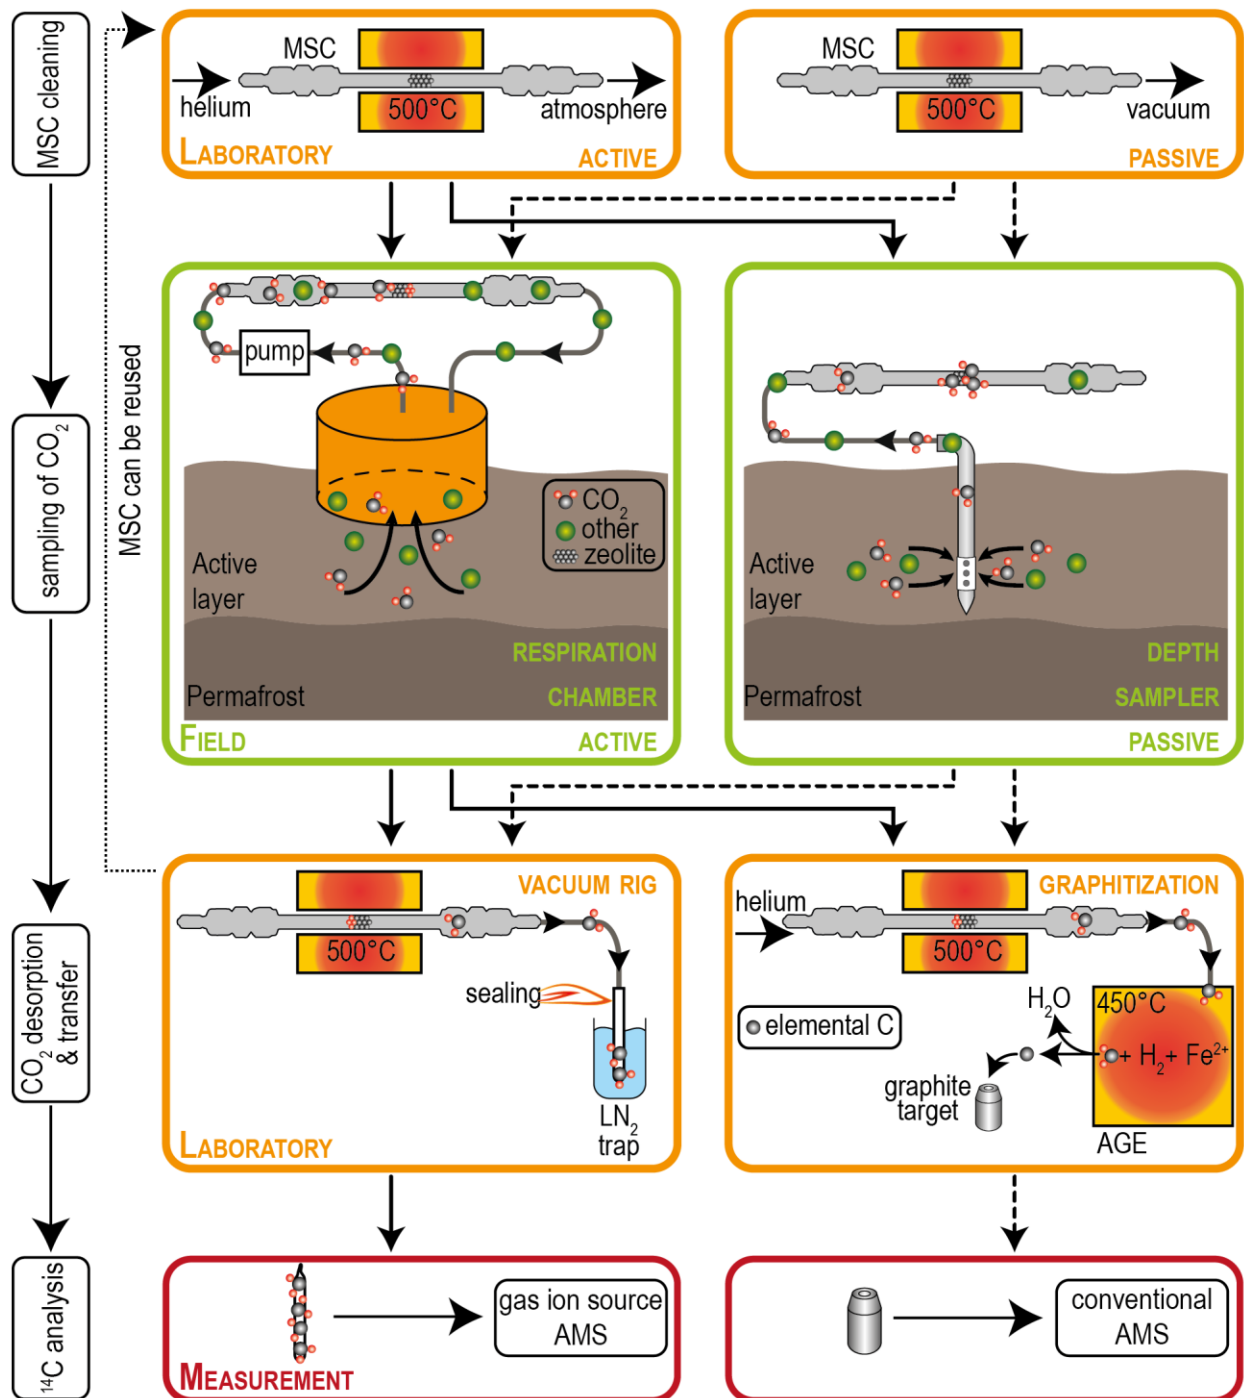 MSC cleaning
MSC
helium
500°C
atmosphere
LABORATORY
ACTIVE
MSC
500°C
vacuum
PASSIVE
MSC can be reused
sampling of CO₂
pump
CO₂
other
zeolite
Active
layer
RESPIRATION
Permafrost
CHAMBER
FIELD
ACTIVE
Active
layer
DEPTH
Permafrost
SAMPLER
PASSIVE
CO₂ desorption
& transfer
VACUUM RIG
500°C
sealing
LN₂
trap
LABORATORY
GRAPHITIZATION
helium
500°C
H₂O
450°C
elemental C
+ H₂+ Fe²⁺
graphite
target
AGE
¹⁴C analysis
gas ion source
AMS
MEASUREMENT
conventional
AMS